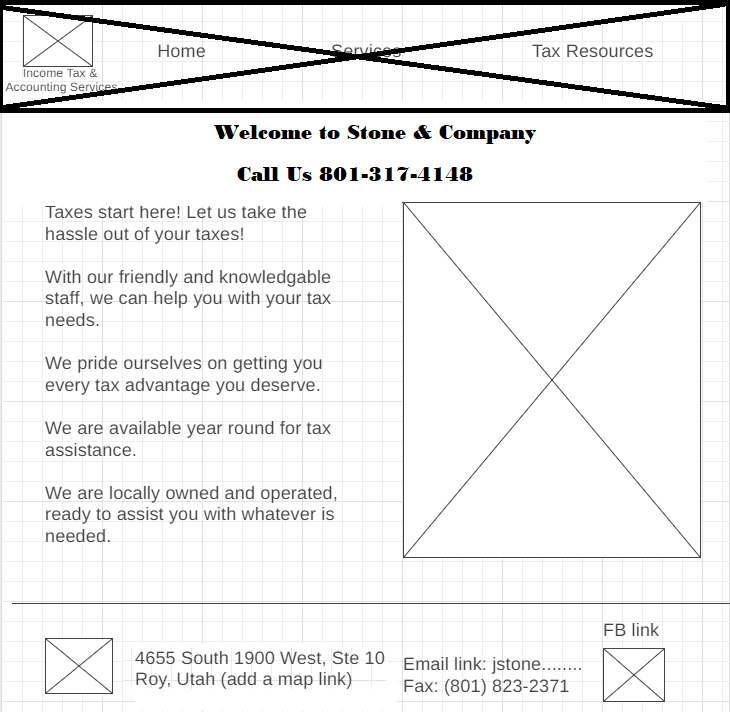 Home
Services
Tax Resources
Income Tax &
Accounting Services
Welcome to Stone & Company
Call Us 801-317-4148
Taxes start here! Let us take the
hassle out of your taxes!
With our friendly and knowledgable
staff, we can help you with your tax
needs.
We pride ourselves on getting you
every tax advantage you deserve.
We are available year round for tax
assistance.
We are locally owned and operated,
ready to assist you with whatever is
needed.
FB link
4655 South 1900 West, Ste 10
Roy, Utah (add a map link)
Email link: jstone........
Fax: (801) 823-2371